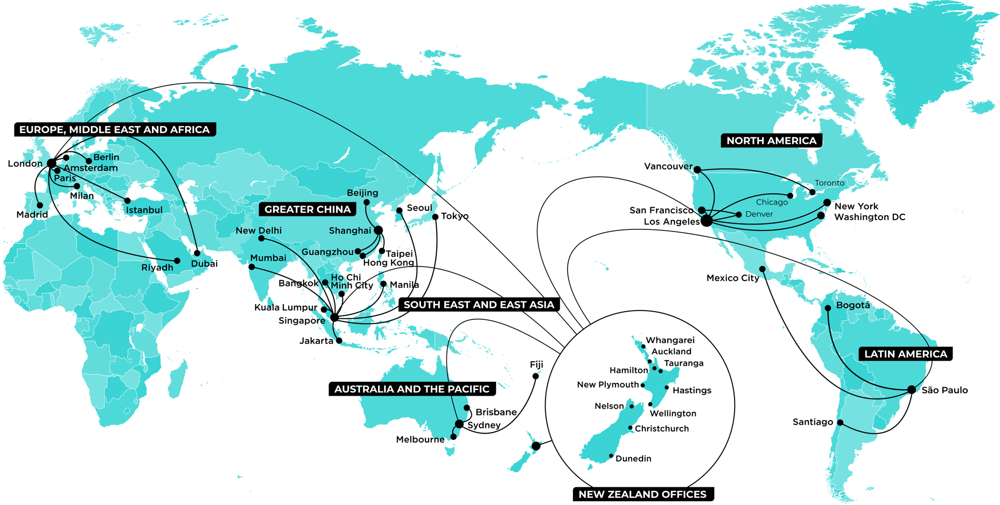 EUROPE, MIDDLE EAST AND AFRICA
London
Berlin
Amsterdam
Paris
Milan
Madrid
Istanbul
Riyadh
Dubai
GREATER CHINA
Beijing
Shanghai
Guangzhou
Taipei
Hong Kong
SOUTH EAST AND EAST ASIA
Seoul
Tokyo
New Delhi
Mumbai
Bangkok
Ho Chi
Minh City
Manila
Kuala Lumpur
Singapore
Jakarta
AUSTRALIA AND THE PACIFIC
Fiji
Brisbane
Sydney
Melbourne
NEW ZEALAND OFFICES
Whangarei
Auckland
Tauranga
Hamilton
New Plymouth
Hastings
Nelson
Wellington
Christchurch
Dunedin
NORTH AMERICA
Vancouver
Toronto
Chicago
San Francisco
Los Angeles
Denver
New York
Washington DC
LATIN AMERICA
Mexico City
Bogotá
São Paulo
Santiago